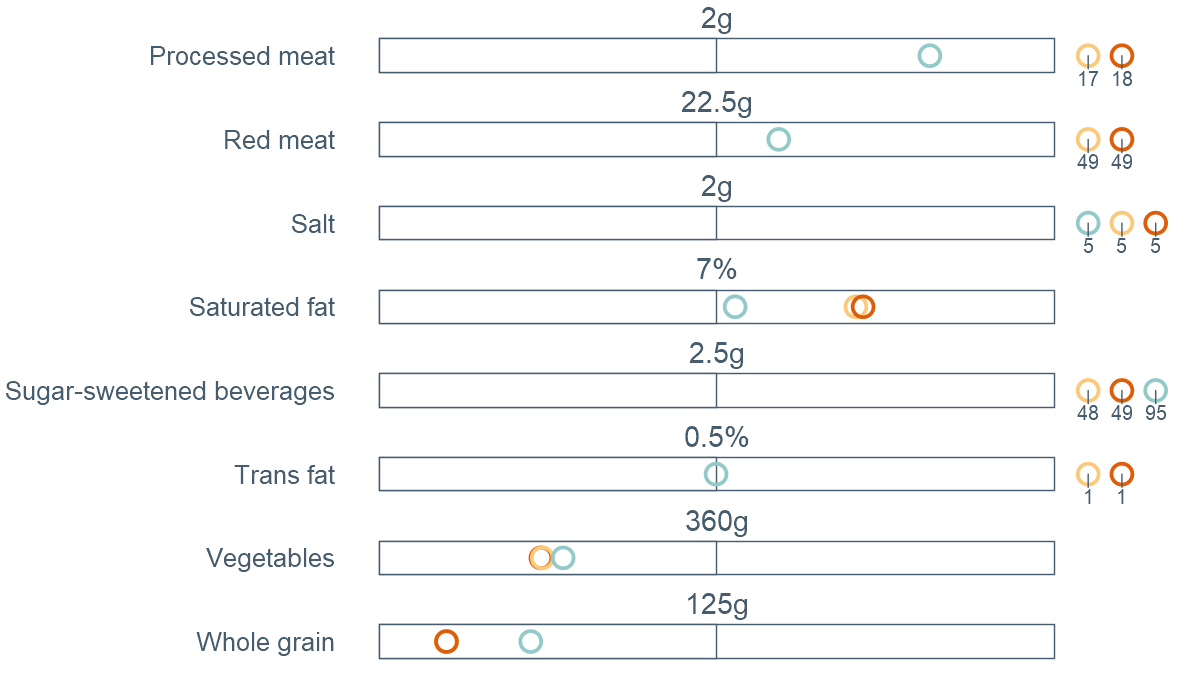 2g
Processed meat
17 18
22.5g
Red meat
49 49
2g
Salt
5 5 5
7%
Saturated fat
2.5g
Sugar-sweetened beverages
48 49 95
0.5%
Trans fat
1 1
360g
Vegetables
125g
Whole grain